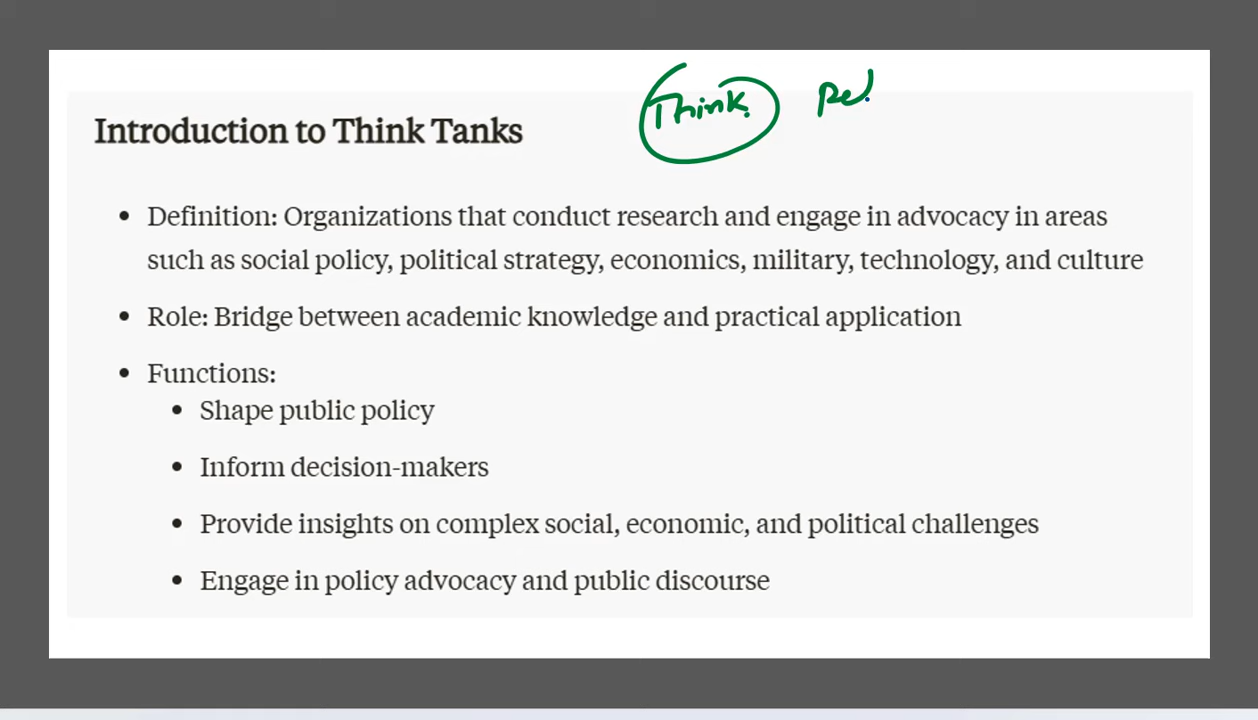 Think
Introduction to Think Tanks
• Definition: Organizations that conduct research and engage in advocacy in areas
such as social policy, political strategy, economics, military, technology, and culture
• Role: Bridge between academic knowledge and practical application
• Functions:
• Shape public policy
• Inform decision-makers
• Provide insights on complex social, economic, and political challenges
• Engage in policy advocacy and public discourse